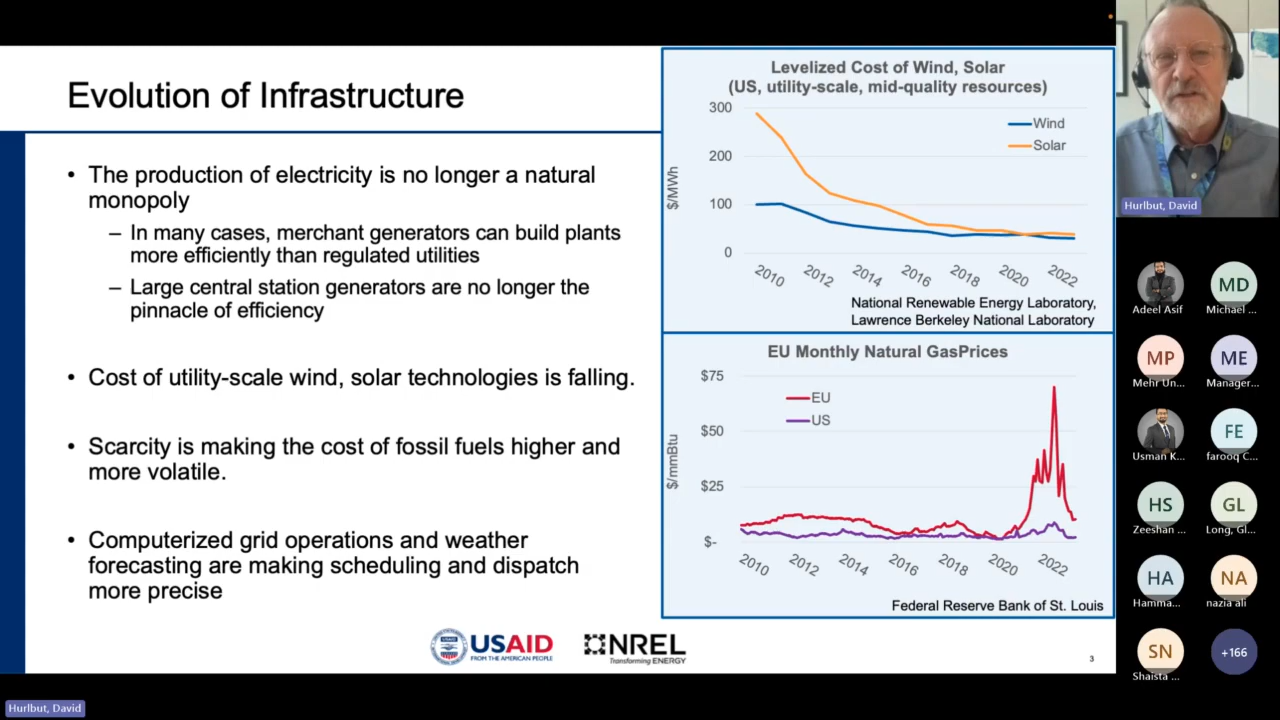 Evolution of Infrastructure
• The production of electricity is no longer a natural
monopoly
– In many cases, merchant generators can build plants
more efficiently than regulated utilities
– Large central station generators are no longer the
pinnacle of efficiency
• Cost of utility-scale wind, solar technologies is falling.
• Scarcity is making the cost of fossil fuels higher and
more volatile.
• Computerized grid operations and weather
forecasting are making scheduling and dispatch
more precise
Levelized Cost of Wind, Solar
(US, utility-scale, mid-quality resources)
$/MWh
300
200
100
0
Wind
Solar
2010
2012
2014
2016
2018
2020
2022
National Renewable Energy Laboratory,
Lawrence Berkeley National Laboratory
EU Monthly Natural GasPrices
$/mmBtu
$75
$50
$25
$-
EU
US
2010
2012
2014
2016
2018
2020
2022
Federal Reserve Bank of St. Louis
USAID
FROM THE AMERICAN PEOPLE
NREL
Transforming ENERGY
3
Hurlbut, David
Adeel Asif
MD
Michael ...
MP
Mehr Un...
ME
Manager...
Usman K...
FE
farooq C...
HS
Zeeshan ...
GL
Long, Gl...
HA
Hamma...
NA
nazia ali
SN
Shaista ...
+166
Hurlbut, David